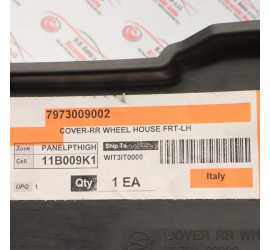 7973009002
COVER-RR WHEEL HOUSE FRT-LH
Zone PANELPTHIGH Ship To
Cell 11B009K1 WIT3IT0000
UPQ 1 Qty 1 EA Italy
COVER RR W